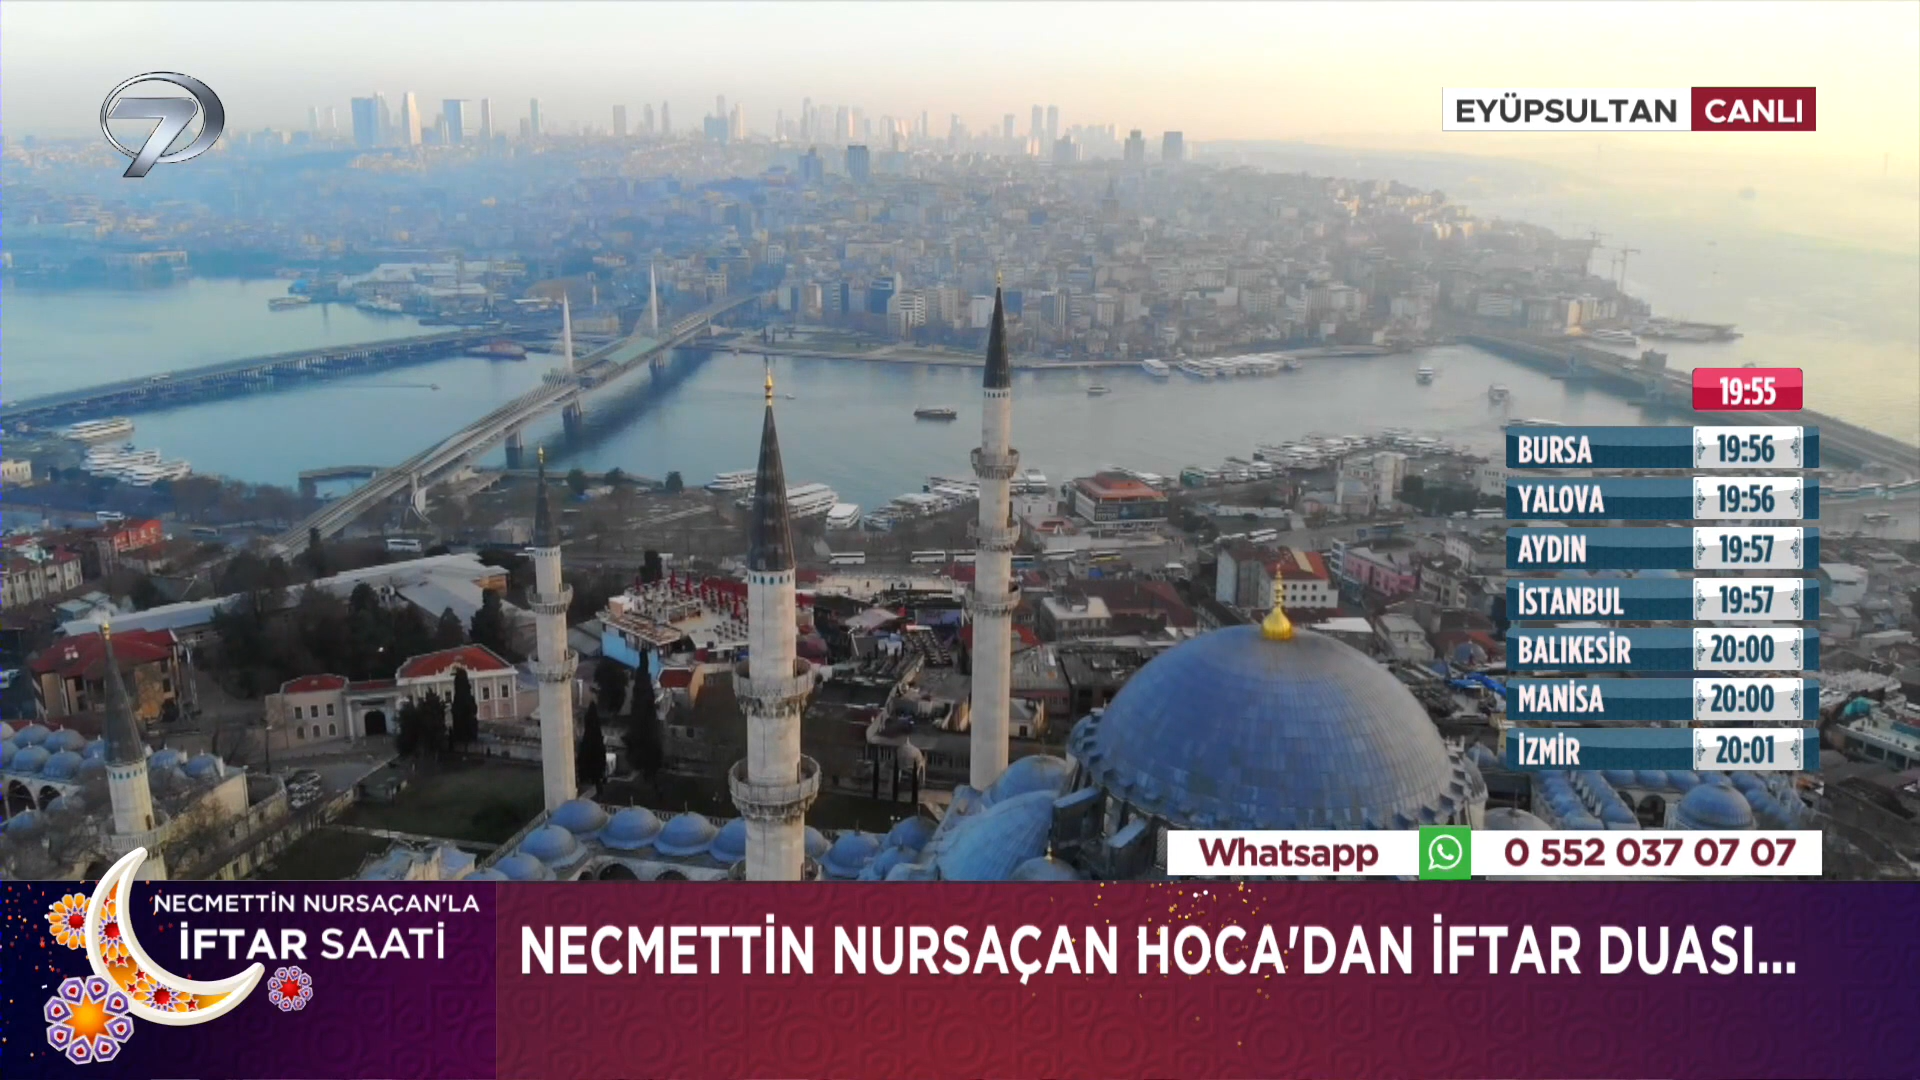 7
EYÜPSULTAN CANLI
19:55
BURSA 19:56
YALOVA 19:56
AYDIN 19:57
İSTANBUL 19:57
BALIKESİR 20:00
MANİSA 20:00
İZMİR 20:01
Whatsapp 0 552 037 07 07
NECMETTİN NURSAÇAN'LA
İFTAR SAATİ
NECMETTİN NURSAÇAN HOCA'DAN İFTAR DUASI...